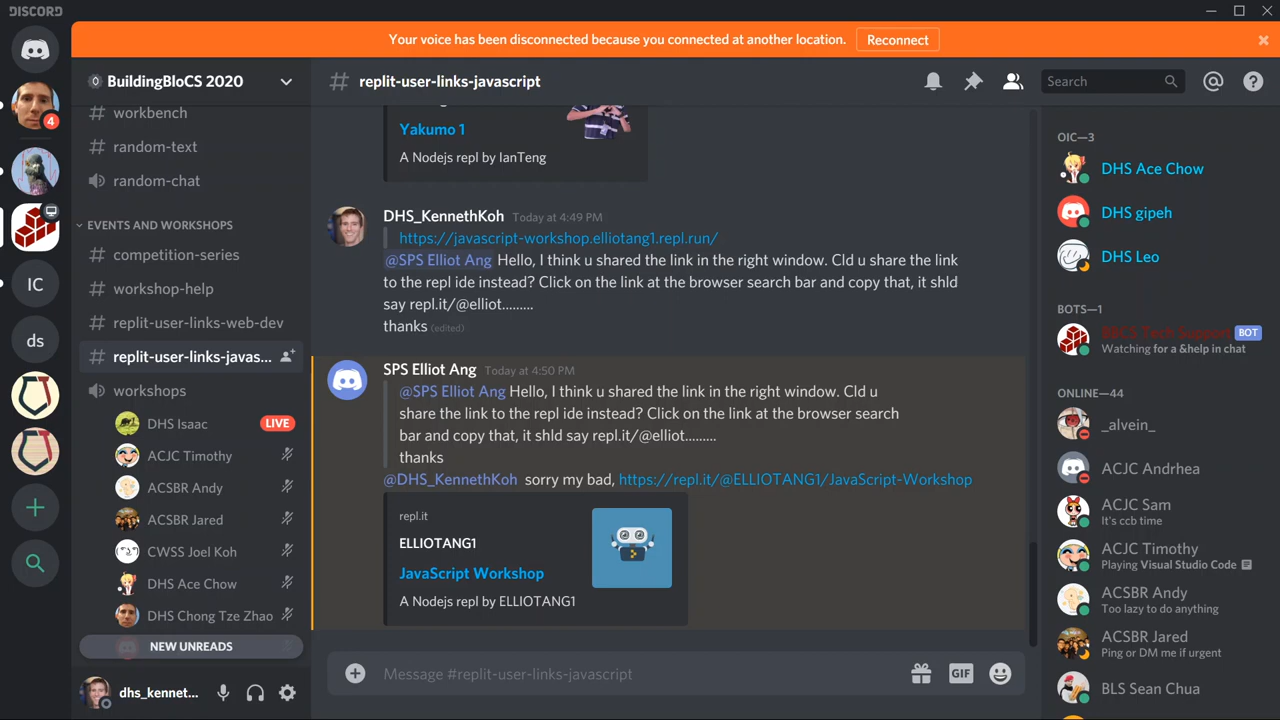 DISCORD
Your voice has been disconnected because you connected at another location.
Reconnect
4
IC
ds
BuildingBloCS 2020
workbench
random-text
random-chat
EVENTS AND WORKSHOPS
competition-series
workshop-help
replit-user-links-web-dev
replit-user-links-javas...
workshops
DHS Isaac
LIVE
ACJC Timothy
ACSBR Andy
ACSBR Jared
CWSS Joel Koh
DHS Ace Chow
DHS Chong Tze Zhao
NEW UNREADS
dhs_kennet...
# replit-user-links-javascript
Search
Yakumo 1
A Nodejs repl by IanTeng
DHS_KennethKoh Today at 4:49 PM
https://javascript-workshop.elliotang1.repl.run/
@SPS Elliot Ang Hello, I think u shared the link in the right window. Cld u share the link
to the repl ide instead? Click on the link at the browser search bar and copy that, it shld
say repl.it/@elliot.........
thanks (edited)
SPS Elliot Ang Today at 4:50 PM
@SPS Elliot Ang Hello, I think u shared the link in the right window. Cld u
share the link to the repl ide instead? Click on the link at the browser search
bar and copy that, it shld say repl.it/@elliot.........
thanks
@DHS_KennethKoh sorry my bad, https://repl.it/@ELLIOTANG1/JavaScript-Workshop
repl.it
ELLIOTANG1
JavaScript Workshop
A Nodejs repl by ELLIOTANG1
Message #replit-user-links-javascript
GIF
OIC—3
DHS Ace Chow
DHS gipeh
DHS Leo
BOTS—1
BBCS Tech Support BOT
Watching for a &help in chat
ONLINE—44
_alvein_
ACJC Andrhea
ACJC Sam
It's ccb time
ACJC Timothy
Playing Visual Studio Code
ACSBR Andy
Too lazy to do anything
ACSBR Jared
Ping or DM me if urgent
BLS Sean Chua